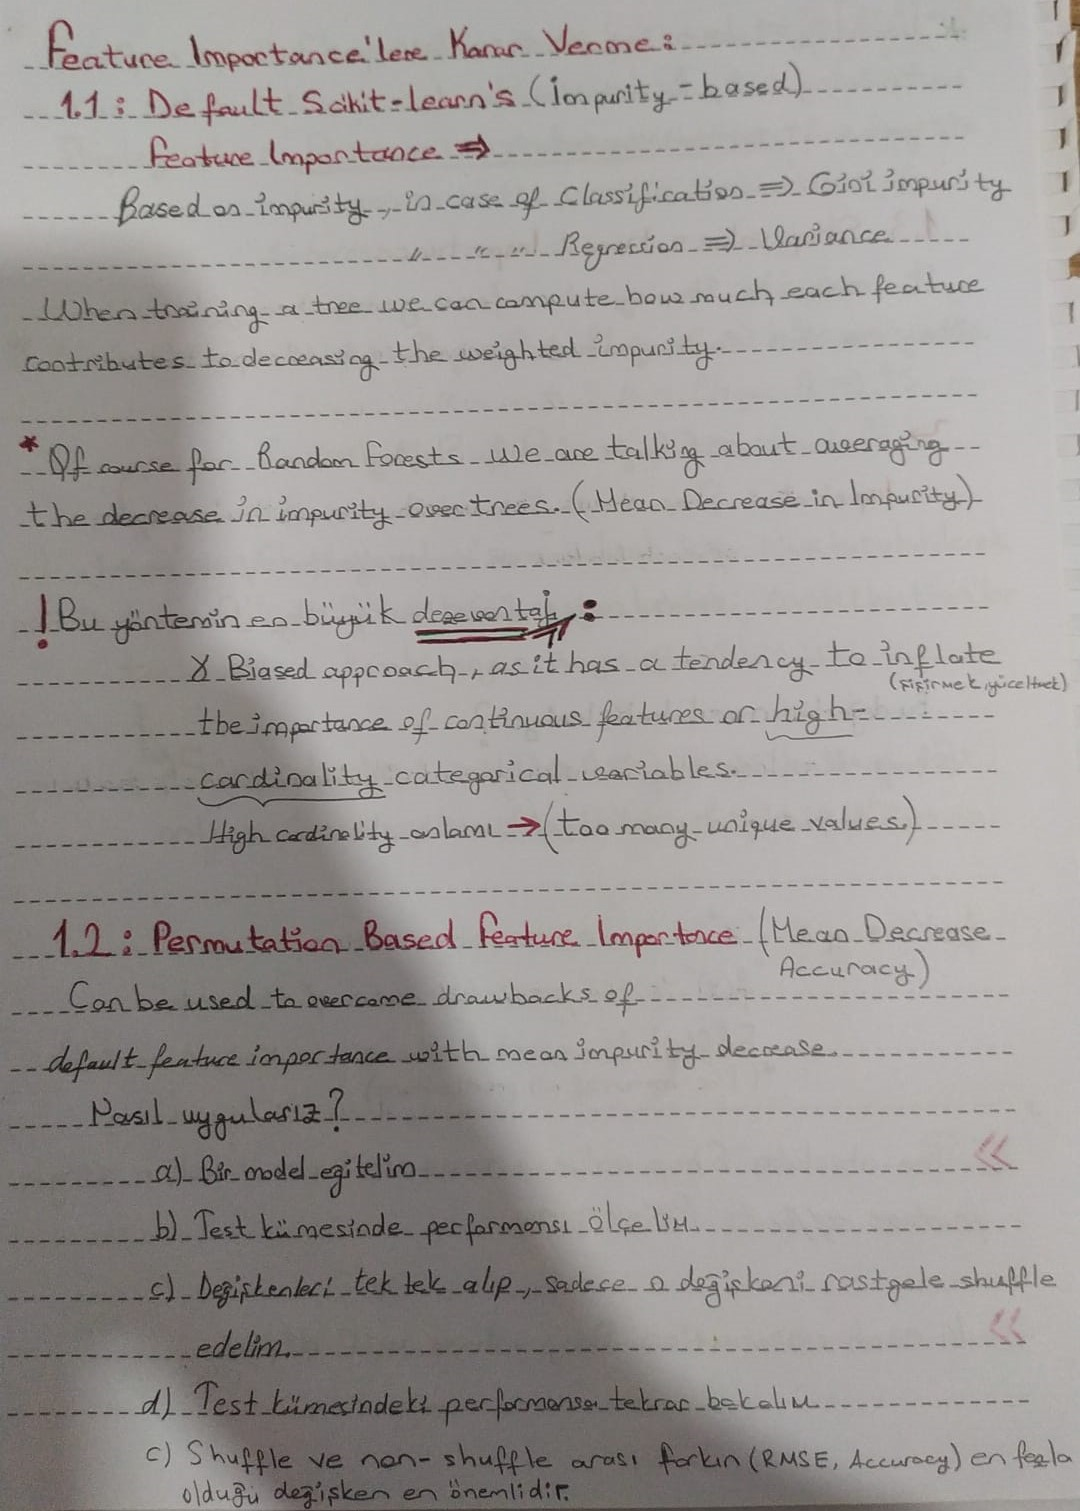 Feature Importance'lere Karar Verme:
1.1: Default Scikit-learn's (İmpurity-based)
Feature Importance ⇒
Based on impurity, in case of Classification ⇒ Gini impurity
" " " Regression ⇒ Variance
When training a tree we can compute how much each feature
contributes to decreasing the weighted impurity.
* Of course for Random Forests we are talking about averaging
the decrease in impurity over trees. (Mean Decrease in Impurity)
! Bu yöntemin en büyük dezevantajı:
X Biased approach, as it has a tendency to inflate
(şişirmek, yüceltmek)
the importance of continuous features or high-
cardinality categorical variables.
High cardinality anlamı → (too many unique values.)
1.2: Permutation Based Feature İmportance (Mean Decrease
Accuracy)
Can be used to overcome drawbacks of
default feature importance with mean impurity decrease.
Nasıl uygularız?
a) Bir model eğitelim
b) Test kümesinde performansı ölçelim.
c) Değişkenleri tek tek alıp, sadece o değişkeni rastgele shuffle
edelim.
d) Test kümesindeki performansa tekrar bakalım
c) Shuffle ve non-shuffle arası farkın (RMSE, Accuracy) en fazla
olduğu değişken en önemlidir.